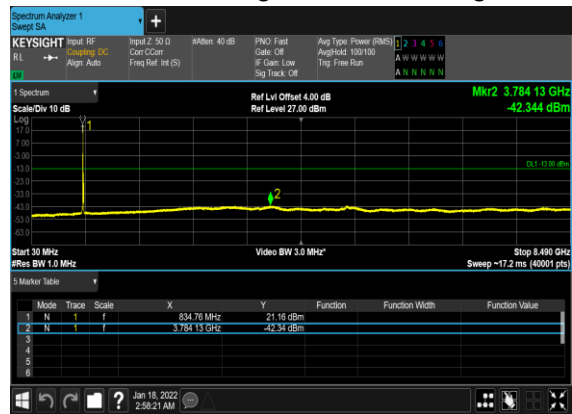 Spectrum Analyzer 1
Swept SA
+
KEYSIGHT Input: RF Input Z: 50 Ω #Atten: 40 dB PNO: Fast Avg Type: Power (RMS) 1 2 3 4 5 6
RL Coupling: DC Corr CCorr Gate: Off Avg|Hold: 100/100 A W W W W W
Align: Auto Freq Ref: Int (S) IF Gain: Low Trig: Free Run
LW Sig Track: Off A N N N N N
1 Spectrum Ref Lvl Offset 4.00 dB Mkr2 3.784 13 GHz
Scale/Div 10 dB Ref Level 27.00 dBm -42.344 dBm
Log
17.0
1
7.00
-3.00
-13.0
DL1 -13.00 dBm
-23.0
-33.0
2
-43.0
-53.0
-63.0
Start 30 MHz Video BW 3.0 MHz* Stop 8.490 GHz
#Res BW 1.0 MHz Sweep ~17.2 ms (40001 pts)
5 Marker Table
Mode Trace Scale X Y Function Function Width Function Value
1 N 1 f 834.76 MHz 21.16 dBm
2 N 1 f 3.784 13 GHz -42.34 dBm
3
4
5
6
? Jan 18, 2022
2:56:21 AM